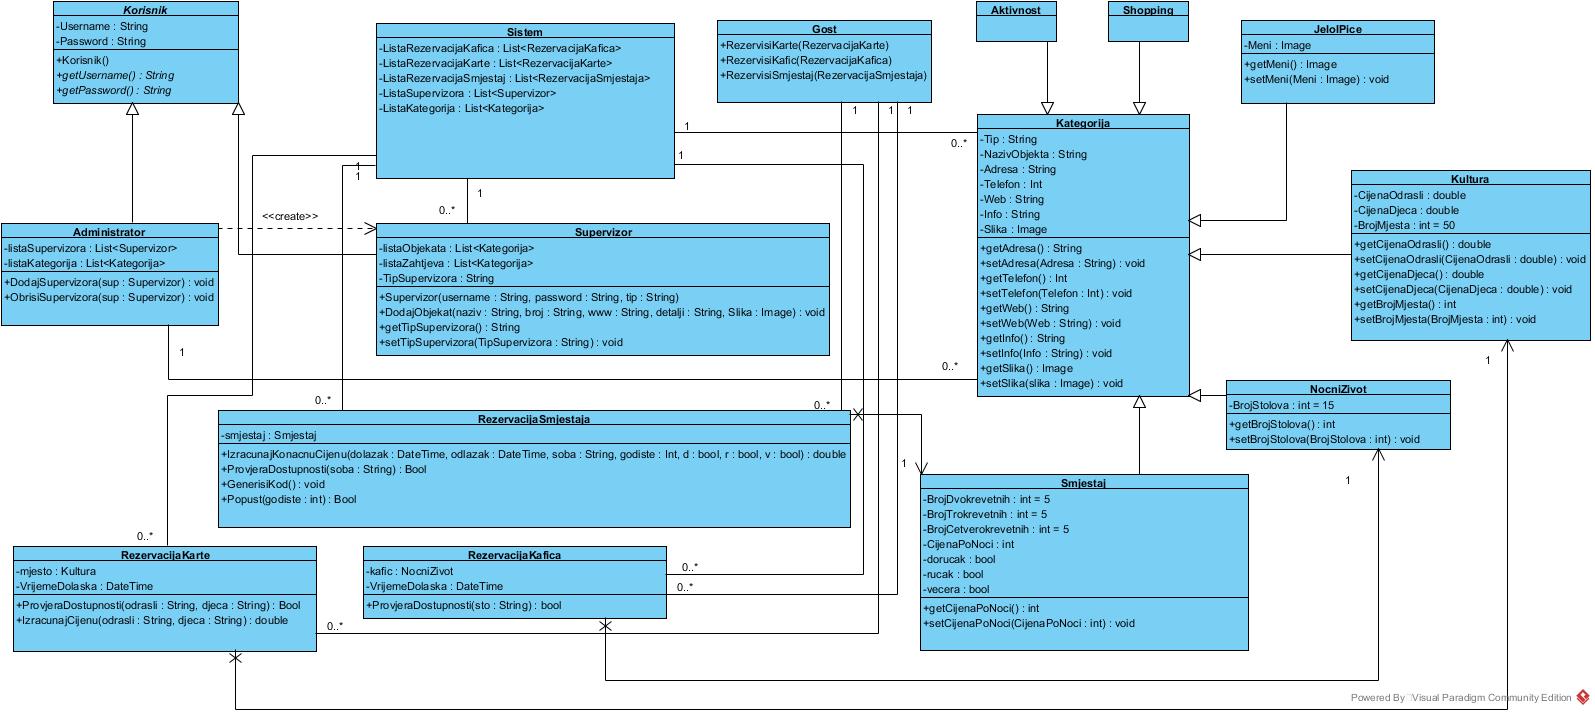 Korisnik
-Username : String
-Password : String
+Korisnik()
+getUsername() : String
+getPassword() : String
Sistem
-ListaRezervacijaKafica : List<RezervacijaKafica>
-ListaRezervacijaKarte : List<RezervacijaKarte>
-ListaRezervacijaSmjestaj : List<RezervacijaSmjestaja>
-ListaSupervizora : List<Supervizor>
-ListaKategorija : List<Kategorija>
Gost
+RezervisiKarte(RezervacijaKarte)
+RezervisiKafic(RezervacijaKafica)
+RezervisiSmjestaj(RezervacijaSmjestaja)
Aktivnost
Shopping
JeloIPice
-Meni : Image
+getMeni() : Image
+setMeni(Meni : Image) : void
1
1
1
1
0..*
1
1
1
1
0..*
Kategorija
-Tip : String
-NazivObjekta : String
-Adresa : String
-Telefon : Int
-Web : String
-Info : String
-Slika : Image
+getAdresa() : String
+setAdresa(Adresa : String) : void
+getTelefon() : Int
+setTelefon(Telefon : Int) : void
+getWeb() : String
+setWeb(Web : String) : void
+getInfo() : String
+setInfo(Info : String) : void
+getSlika() : Image
+setSlika(slika : Image) : void
Kultura
-CijenaOdrasli : double
-CijenaDjeca : double
-BrojMjesta : int = 50
+getCijenaOdrasli() : double
+setCijenaOdrasli(CijenaOdrasli : double) : void
+getCijenaDjeca() : double
+setCijenaDjeca(CijenaDjeca : double) : void
+getBrojMjesta() : int
+setBrojMjesta(BrojMjesta : int) : void
<<create>>
Administrator
-listaSupervizora : List<Supervizor>
-listaKategorija : List<Kategorija>
+DodajSupervizora(sup : Supervizor) : void
+ObrisiSupervizora(sup : Supervizor) : void
Supervizor
-listaObjekata : List<Kategorija>
-listaZahtjeva : List<Kategorija>
-TipSupervizora : String
+Supervizor(username : String, password : String, tip : String)
+DodajObjekat(naziv : String, broj : String, www : String, detalji : String, Slika : Image) : void
+getTipSupervizora() : String
+setTipSupervizora(TipSupervizora : String) : void
1
0..*
1
0..*
0..*
NocniZivot
-BrojStolova : int = 15
+getBrojStolova() : int
+setBrojStolova(BrojStolova : int) : void
RezervacijaSmjestaja
-smjestaj : Smjestaj
+IzracunajKonacnuCijenu(dolazak : DateTime, odlazak : DateTime, soba : String, godiste : Int, d : bool, r : bool, v : bool) : double
+ProvjeraDostupnosti(soba : String) : Bool
+GenerisiKod() : void
+Popust(godiste : int) : Bool
1
1
Smjestaj
-BrojDvokrevetnih : int = 5
-BrojTrokrevetnih : int = 5
-BrojCetverokrevetnih : int = 5
-CijenaPoNoci : int
-dorucak : bool
-rucak : bool
-vecera : bool
+getCijenaPoNoci() : int
+setCijenaPoNoci(CijenaPoNoci : int) : void
0..*
RezervacijaKarte
-mjesto : Kultura
-VrijemeDolaska : DateTime
+ProvjeraDostupnosti(odrasli : String, djeca : String) : Bool
+IzracunajCijenu(odrasli : String, djeca : String) : double
RezervacijaKafica
-kafic : NocniZivot
-VrijemeDolaska : DateTime
+ProvjeraDostupnosti(sto : String) : bool
0..*
0..*
0..*
Powered By Visual Paradigm Community Edition